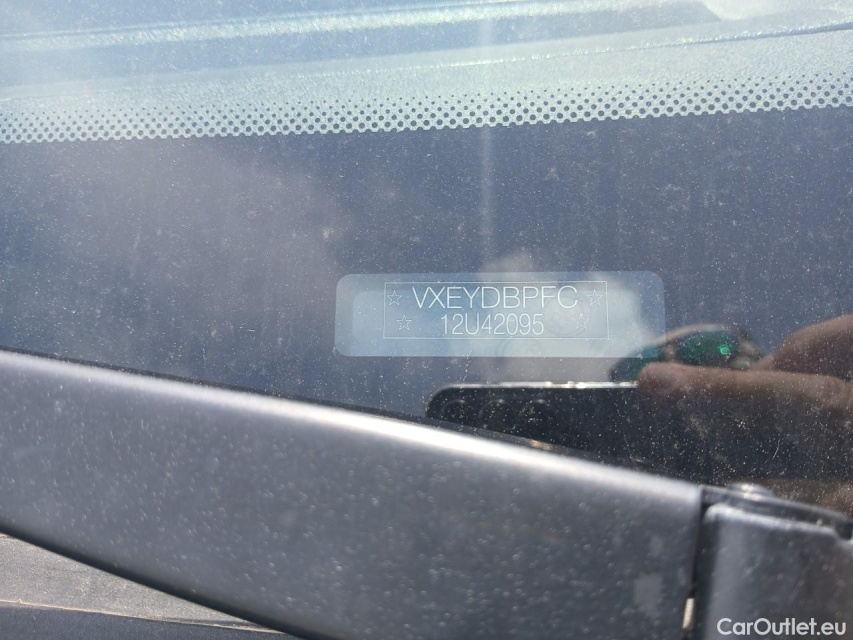 ☆ VXEYDBPFC ☆
☆ 12U42095 ☆
CarOutlet.eu